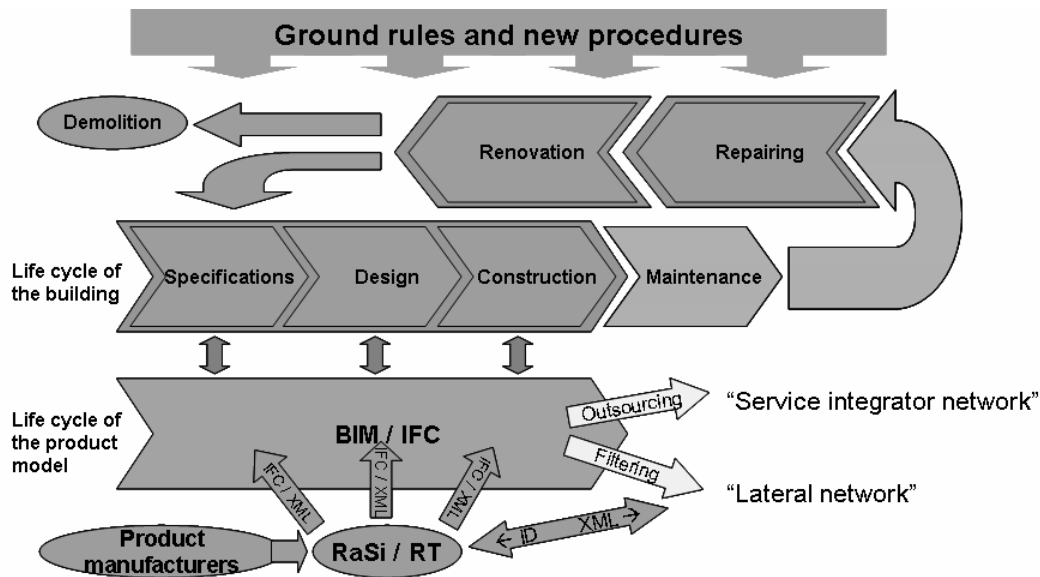 Ground rules and new procedures
Demolition
Renovation
Repairing
Life cycle of
the building
Specifications
Design
Construction
Maintenance
Life cycle of
the product
model
BIM / IFC
Outsourcing
"Service integrator network"
Filtering
"Lateral network"
IFC / XML
IFC / XML
IFC / XML
Product
manufacturers
RaSi / RT
← ID XML →